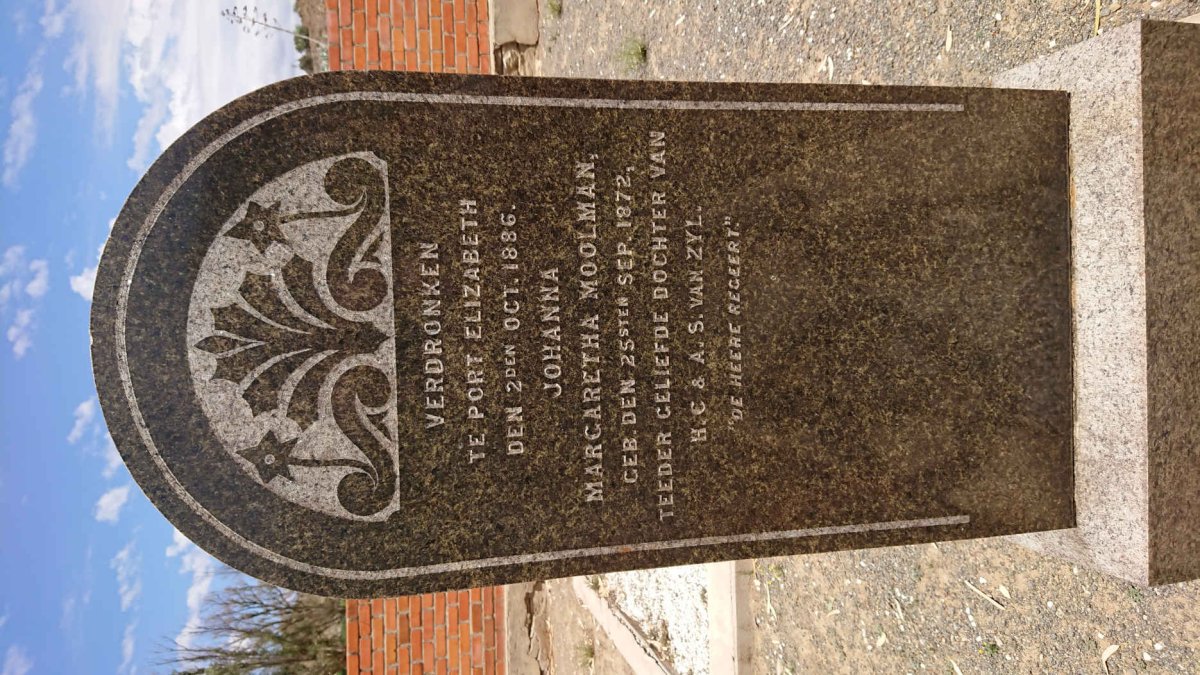 VERDRONKEN
TE PORT ELIZABETH
DEN 2DEN OCT. 1886.
JOHANNA
MARGARETHA MOOLMAN,
GEB DEN 25STEN SEP. 1872,
TEEDER GELIEFDE DOCHTER VAN
H.C & A.S. VAN ZYL.
"DE HEERE REGEERT"